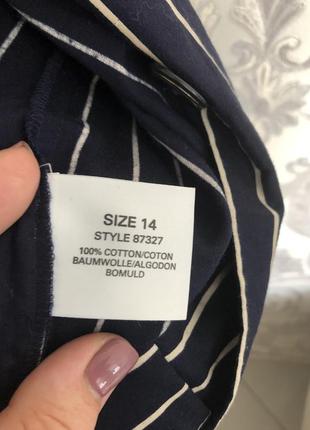 SIZE 14
STYLE 87327
100% COTTON/COTON
BAUMWOLLE/ALGODON
BOMULD